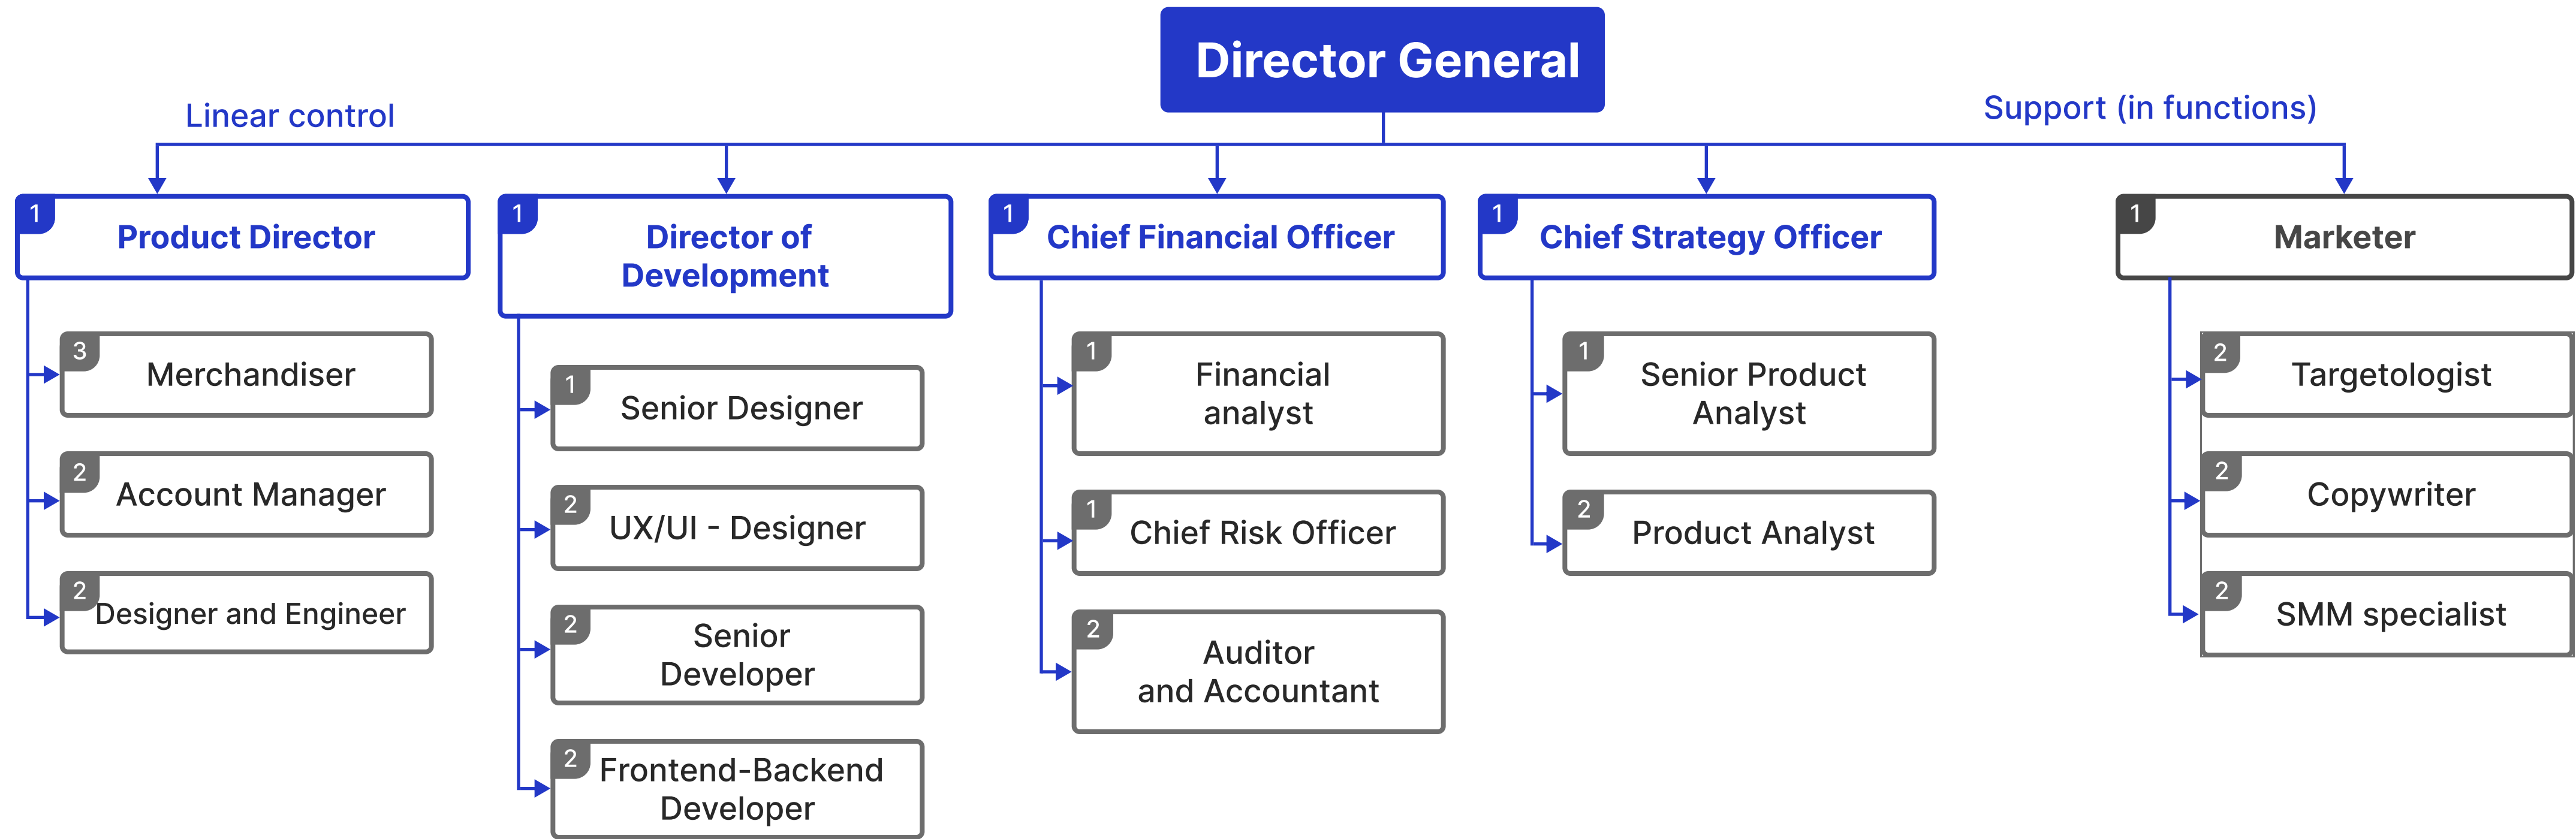 Director General
Linear control
Support (in functions)
1
Product Director
3
Merchandiser
2
Account Manager
2
Designer and Engineer
1
Director of
Development
1
Senior Designer
2
UX/UI - Designer
2
Senior
Developer
2
Frontend-Backend
Developer
1
Chief Financial Officer
1
Financial
analyst
1
Chief Risk Officer
2
Auditor
and Accountant
1
Chief Strategy Officer
1
Senior Product
Analyst
2
Product Analyst
1
Marketer
2
Targetologist
2
Copywriter
2
SMM specialist